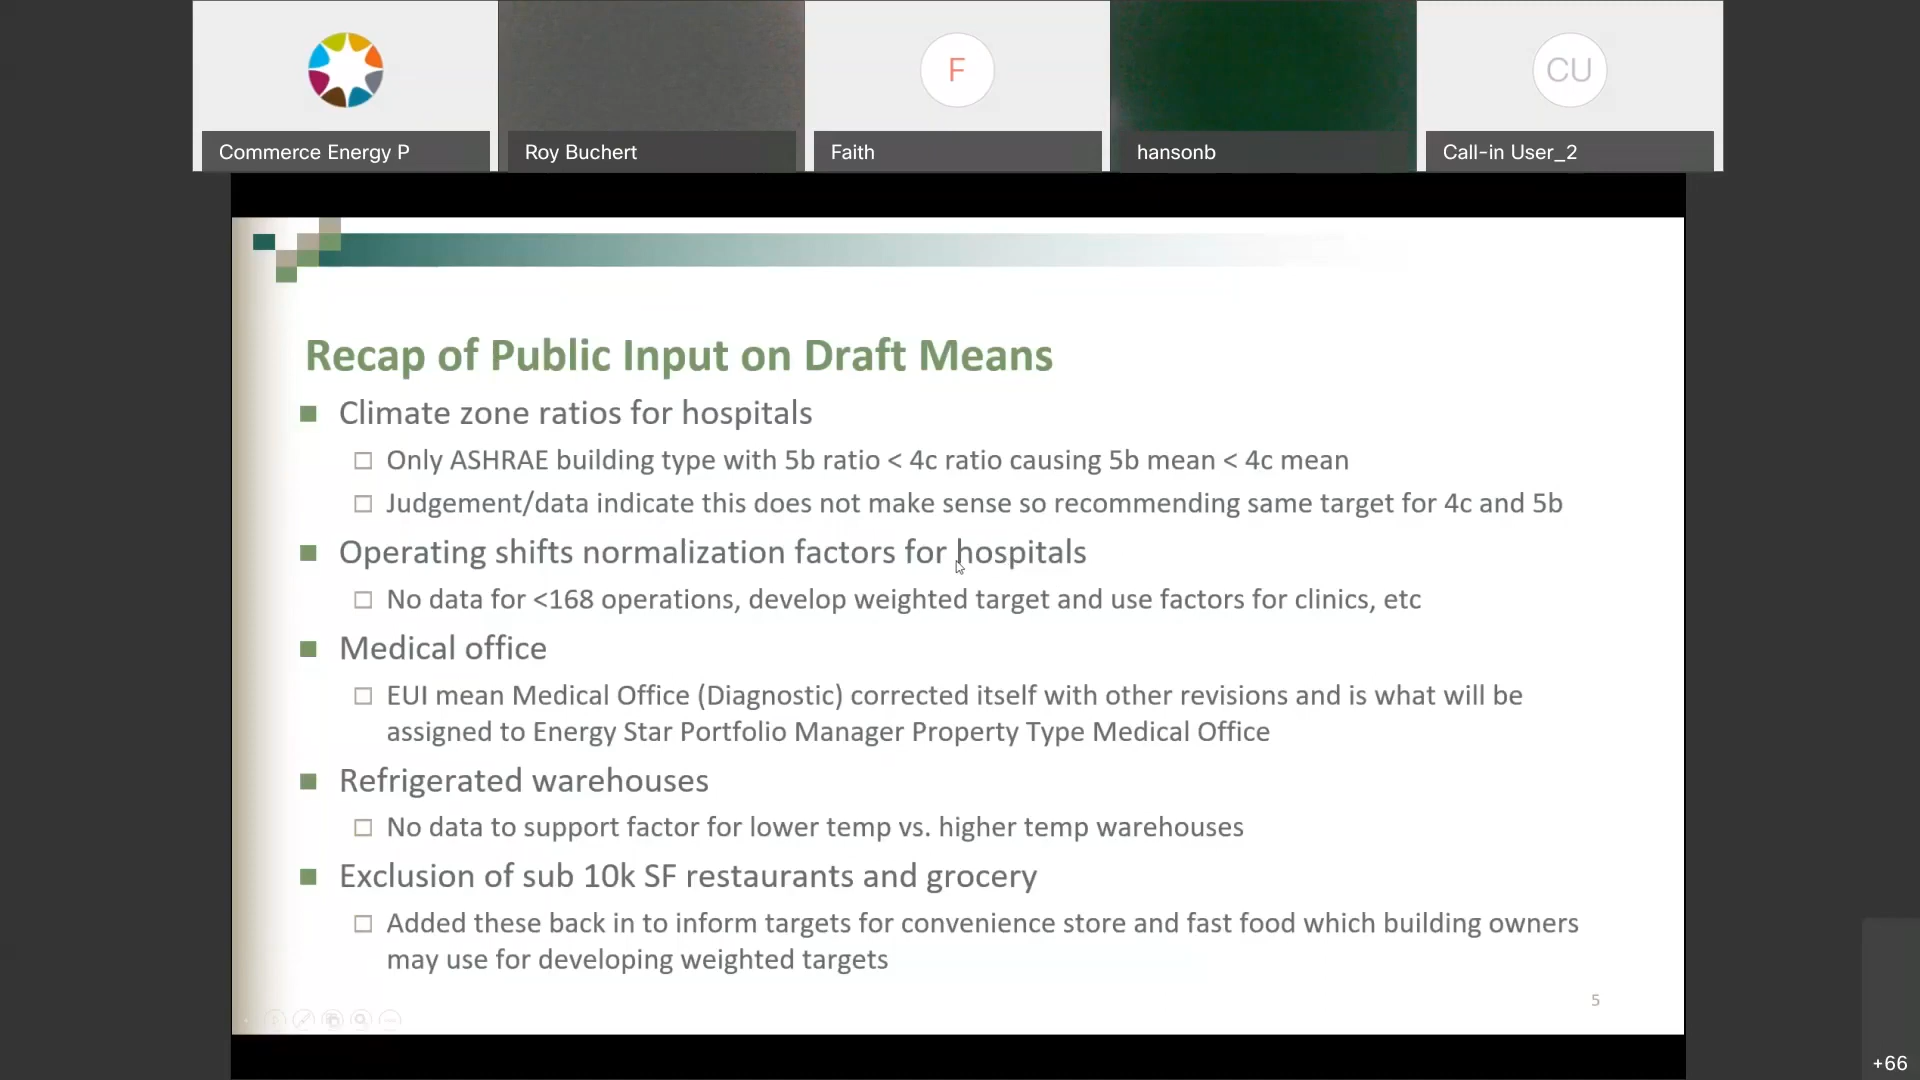 Commerce Energy P
Roy Buchert
F
Faith
hansonb
CU
Call-in User_2
Recap of Public Input on Draft Means
Climate zone ratios for hospitals
Only ASHRAE building type with 5b ratio < 4c ratio causing 5b mean < 4c mean
Judgement/data indicate this does not make sense so recommending same target for 4c and 5b
Operating shifts normalization factors for hospitals
No data for <168 operations, develop weighted target and use factors for clinics, etc
Medical office
EUI mean Medical Office (Diagnostic) corrected itself with other revisions and is what will be
assigned to Energy Star Portfolio Manager Property Type Medical Office
Refrigerated warehouses
No data to support factor for lower temp vs. higher temp warehouses
Exclusion of sub 10k SF restaurants and grocery
Added these back in to inform targets for convenience store and fast food which building owners
may use for developing weighted targets
5
+66